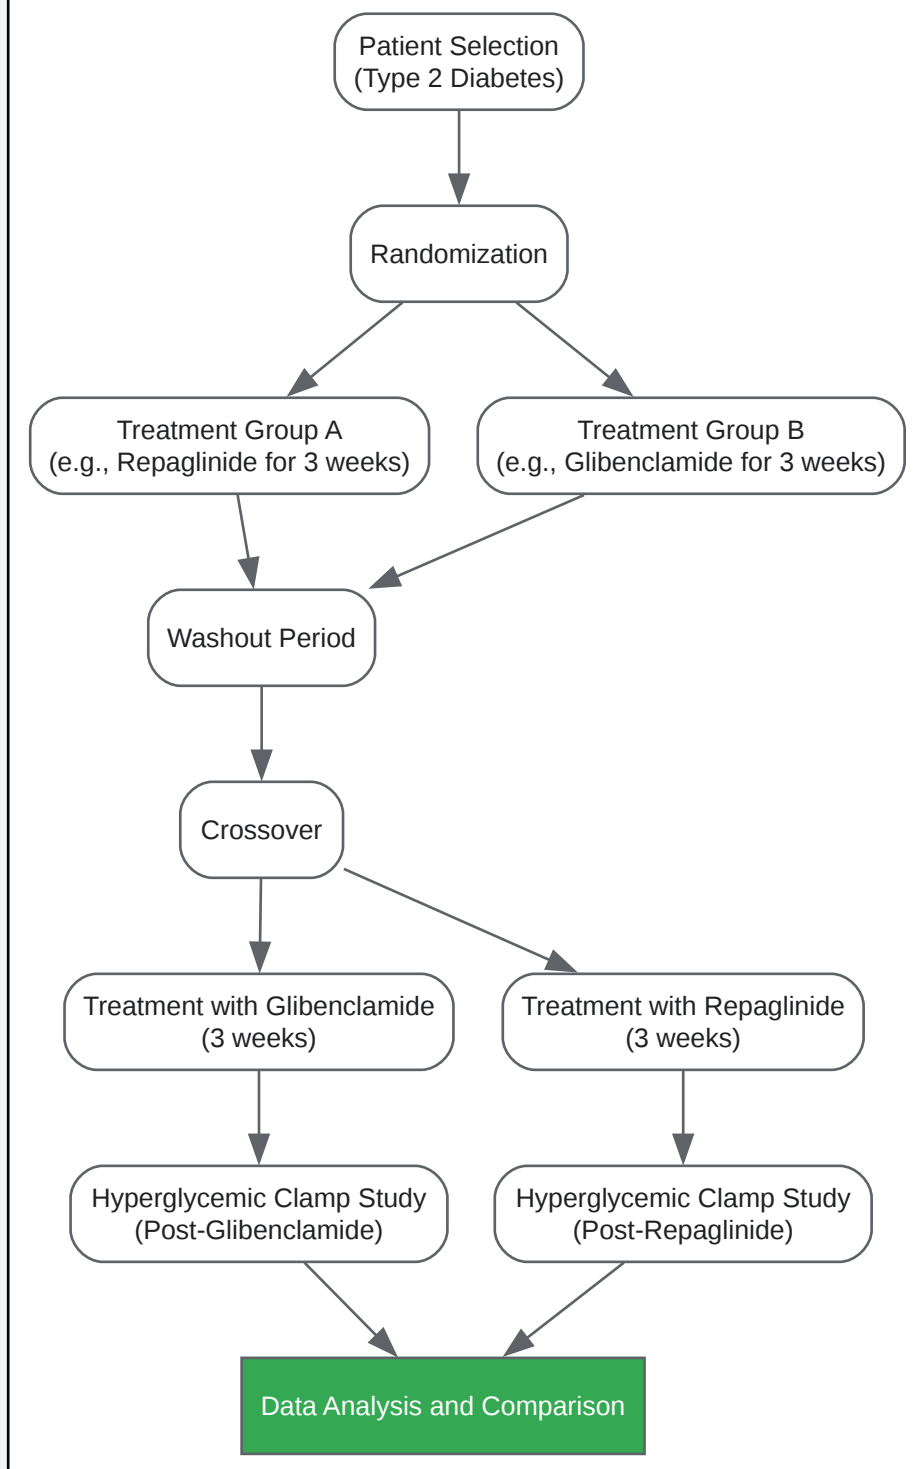 Patient Selection
(Type 2 Diabetes)
Randomization
Treatment Group A
(e.g., Repaglinide for 3 weeks)
Treatment Group B
(e.g., Glibenclamide for 3 weeks)
Washout Period
Crossover
Treatment with Glibenclamide
(3 weeks)
Treatment with Repaglinide
(3 weeks)
Hyperglycemic Clamp Study
(Post-Glibenclamide)
Hyperglycemic Clamp Study
(Post-Repaglinide)
Data Analysis and Comparison